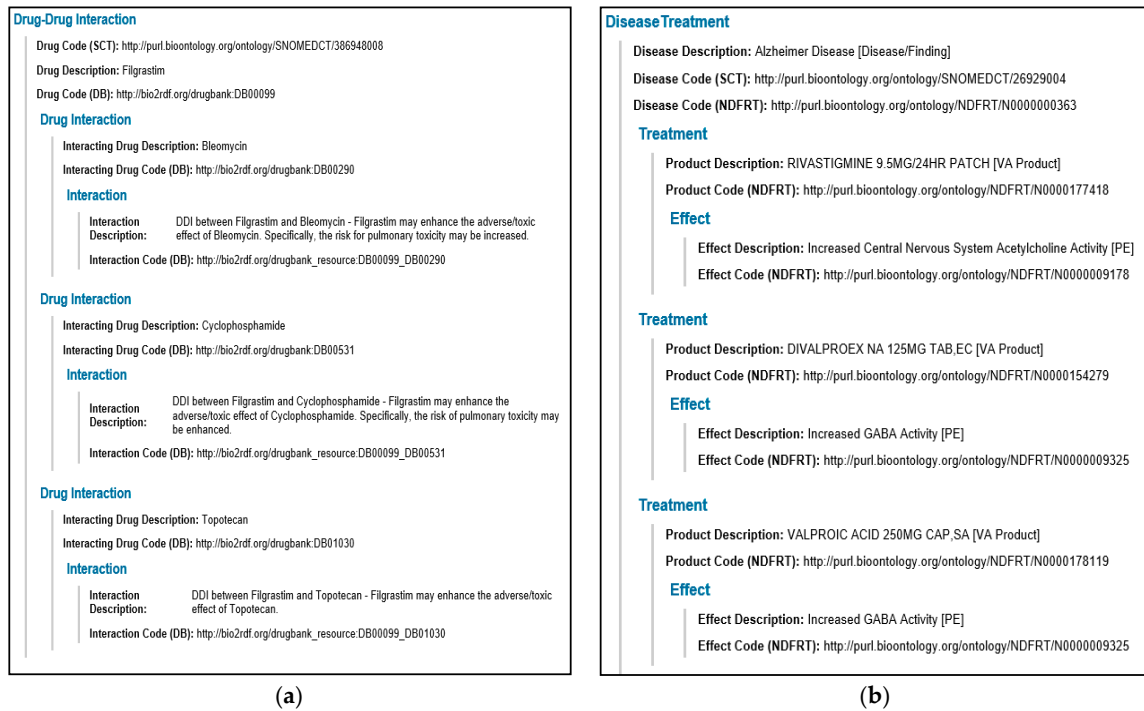 Drug-Drug Interaction
Drug Code (SCT): http://purl.bioontology.org/ontology/SNOMEDCT/386948008
Drug Description: Filgrastim
Drug Code (DB): http://bio2rdf.org/drugbank:DB00099
Drug Interaction
Interacting Drug Description: Bleomycin
Interacting Drug Code (DB): http://bio2rdf.org/drugbank:DB00290
Interaction
Interaction Description: DDI between Filgrastim and Bleomycin - Filgrastim may enhance the adverse/toxic
effect of Bleomycin. Specifically, the risk for pulmonary toxicity may be increased.
Interaction Code (DB): http://bio2rdf.org/drugbank_resource:DB00099_DB00290
Drug Interaction
Interacting Drug Description: Cyclophosphamide
Interacting Drug Code (DB): http://bio2rdf.org/drugbank:DB00531
Interaction
Interaction Description: DDI between Filgrastim and Cyclophosphamide - Filgrastim may enhance the
adverse/toxic effect of Cyclophosphamide. Specifically, the risk of pulmonary toxicity may
be enhanced.
Interaction Code (DB): http://bio2rdf.org/drugbank_resource:DB00099_DB00531
Drug Interaction
Interacting Drug Description: Topotecan
Interacting Drug Code (DB): http://bio2rdf.org/drugbank:DB01030
Interaction
Interaction Description: DDI between Filgrastim and Topotecan - Filgrastim may enhance the adverse/toxic
effect of Topotecan.
Interaction Code (DB): http://bio2rdf.org/drugbank_resource:DB00099_DB01030
(a)
Disease Treatment
Disease Description: Alzheimer Disease [Disease/Finding]
Disease Code (SCT): http://purl.bioontology.org/ontology/SNOMEDCT/26929004
Disease Code (NDFRT): http://purl.bioontology.org/ontology/NDFRT/N0000000363
Treatment
Product Description: RIVASTIGMINE 9.5MG/24HR PATCH [VA Product]
Product Code (NDFRT): http://purl.bioontology.org/ontology/NDFRT/N0000177418
Effect
Effect Description: Increased Central Nervous System Acetylcholine Activity [PE]
Effect Code (NDFRT): http://purl.bioontology.org/ontology/NDFRT/N0000009178
Treatment
Product Description: DIVALPROEX NA 125MG TAB,EC [VA Product]
Product Code (NDFRT): http://purl.bioontology.org/ontology/NDFRT/N0000154279
Effect
Effect Description: Increased GABA Activity [PE]
Effect Code (NDFRT): http://purl.bioontology.org/ontology/NDFRT/N0000009325
Treatment
Product Description: VALPROIC ACID 250MG CAP,SA [VA Product]
Product Code (NDFRT): http://purl.bioontology.org/ontology/NDFRT/N0000178119
Effect
Effect Description: Increased GABA Activity [PE]
Effect Code (NDFRT): http://purl.bioontology.org/ontology/NDFRT/N0000009325
(b)